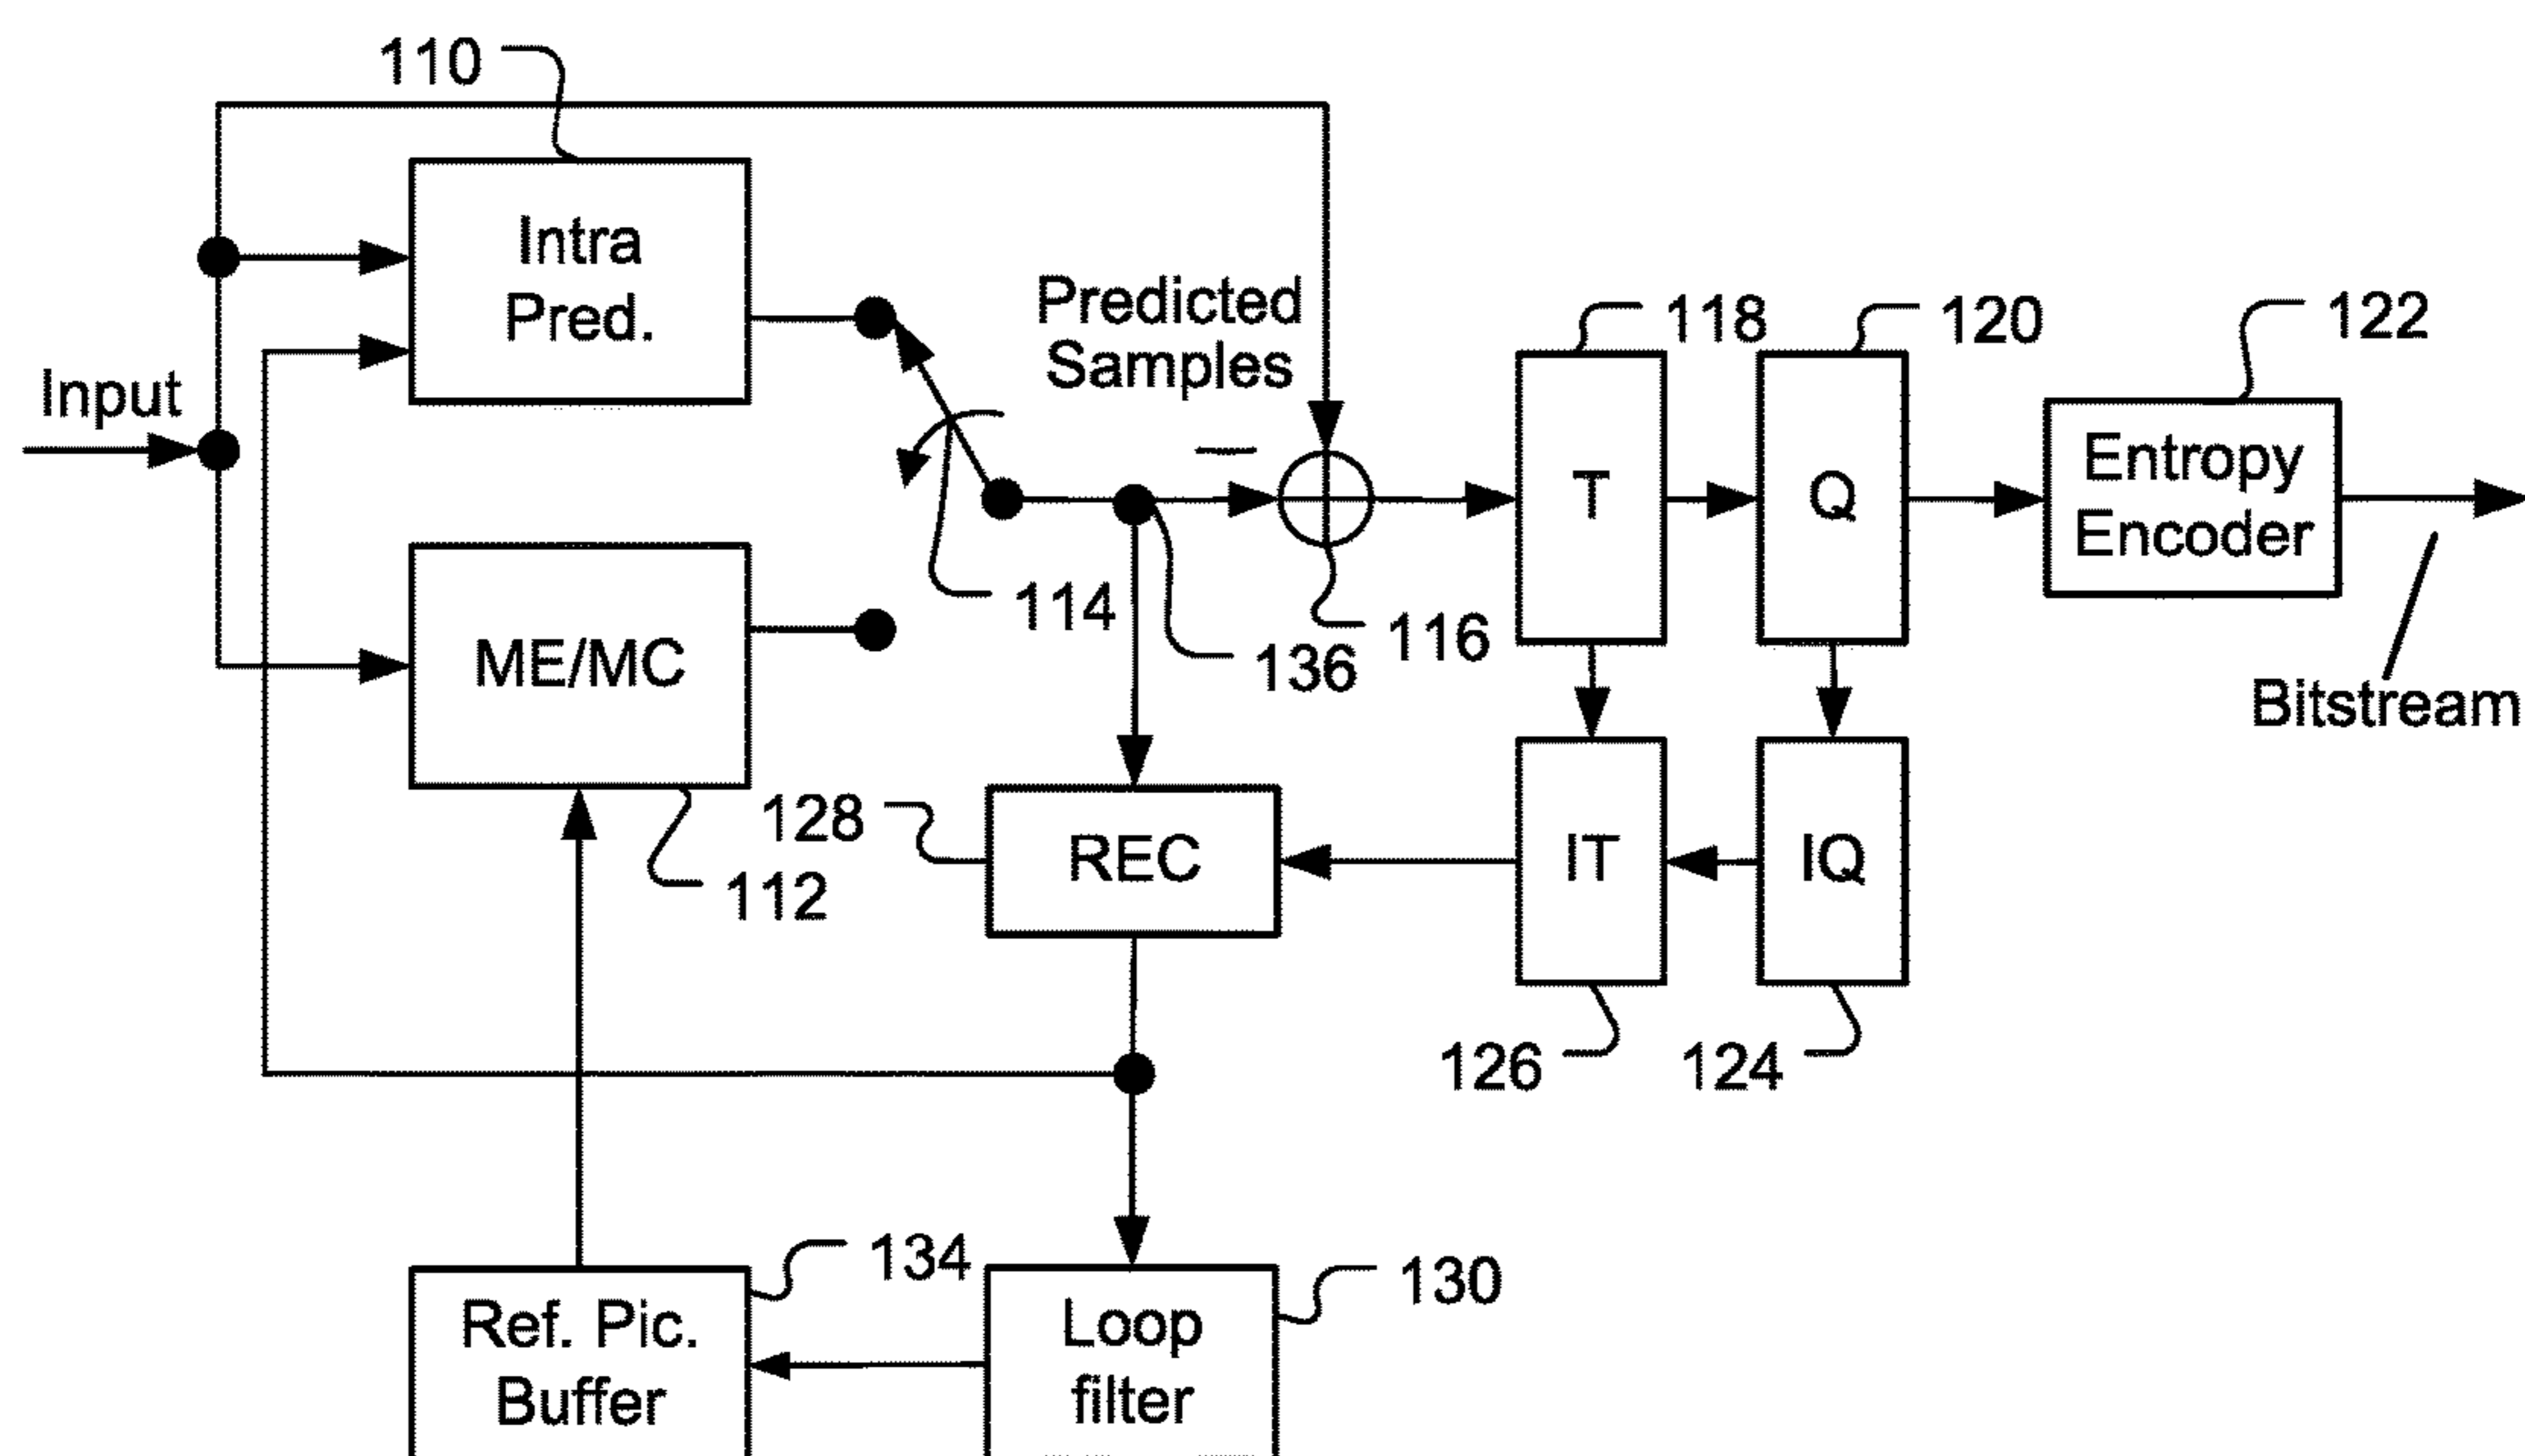 110
Intra
Pred.
Input
Predicted
Samples
118
120
122
T
Q
Entropy
Encoder
114
136
116
ME/MC
Bitstream
128
REC
IT
IQ
112
126
124
134
130
Ref. Pic.
Buffer
Loop
filter